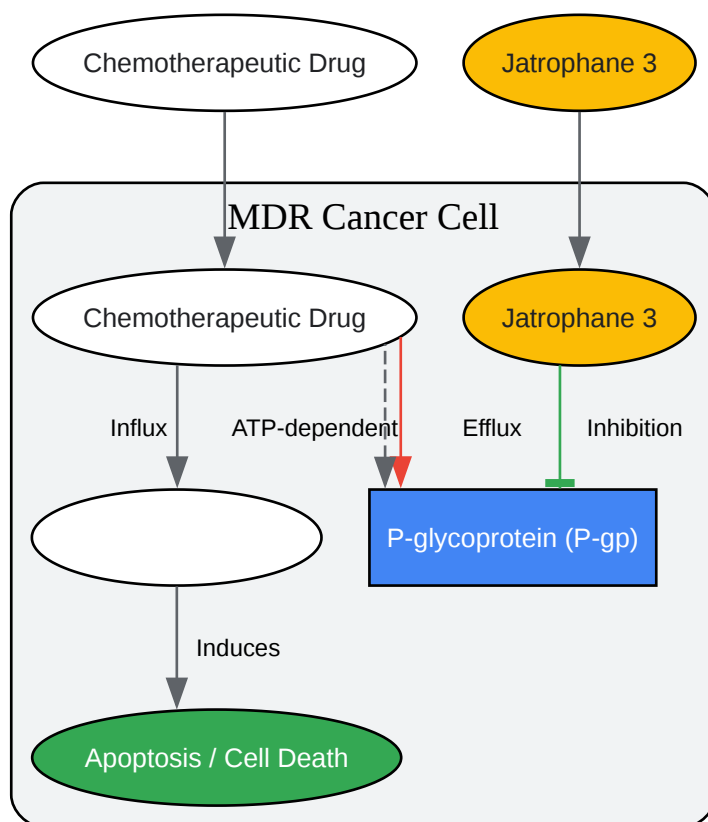 Chemotherapeutic Drug
Jatrophane 3
MDR Cancer Cell
Chemotherapeutic Drug
Jatrophane 3
Influx
ATP-dependent
Efflux
Inhibition
P-glycoprotein (P-gp)
Induces
Apoptosis / Cell Death